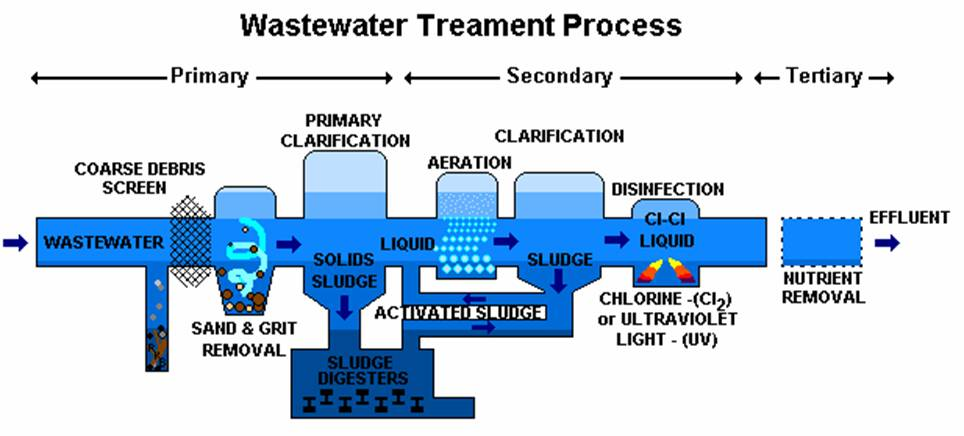 Wastewater Treament Process
Primary
Secondary
Tertiary
PRIMARY
CLARIFICATION
CLARIFICATION
COARSE DEBRIS
SCREEN
AERATION
DISINFECTION
EFFLUENT
WASTEWATER
LIQUID
Cl-Cl
LIQUID
SOLIDS
SLUDGE
SLUDGE
NUTRIENT
REMOVAL
SAND & GRIT
REMOVAL
ACTIVATED SLUDGE
CHLORINE -(Cl2)
or ULTRAVIOLET
LIGHT - (UV)
SLUDGE
DIGESTERS